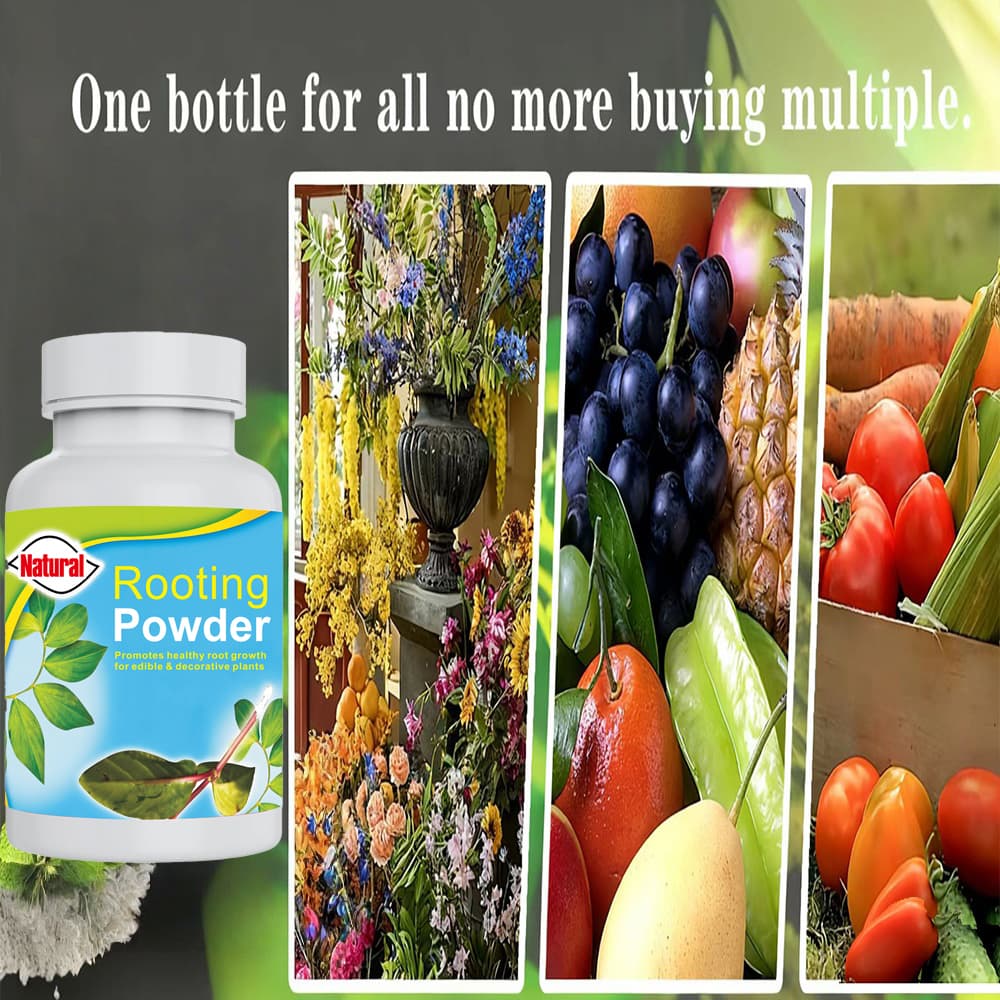 One bottle for all no more buying multiple.
Natural
Rooting
Powder
Promotes healthy root growth
for edible & decorative plants